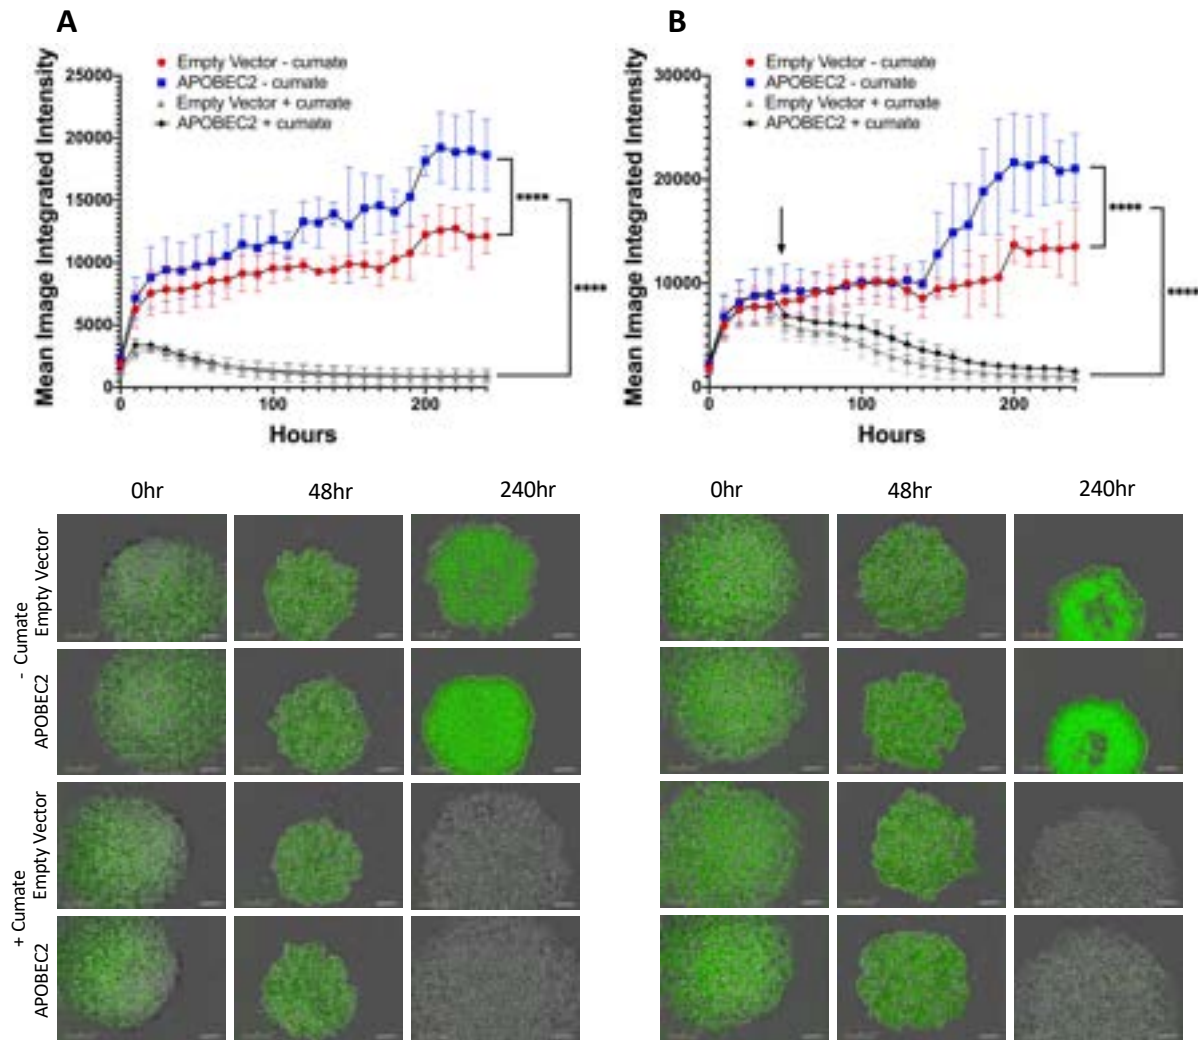 A
Empty Vector - cumate
APOBEC2 - cumate
Empty Vector + cumate
APOBEC2 + cumate
25000
20000
15000
10000
5000
0
Mean Image Integrated Intensity
0
100
200
Hours
****
****
B
Empty Vector - cumate
APOBEC2 - cumate
Empty Vector + cumate
APOBEC2 + cumate
30000
20000
10000
0
Mean Image Integrated Intensity
0
100
200
Hours
****
****
0hr 48hr 240hr
0hr 48hr 240hr
- Cumate
Empty Vector
APOBEC2
+ Cumate
Empty Vector
APOBEC2